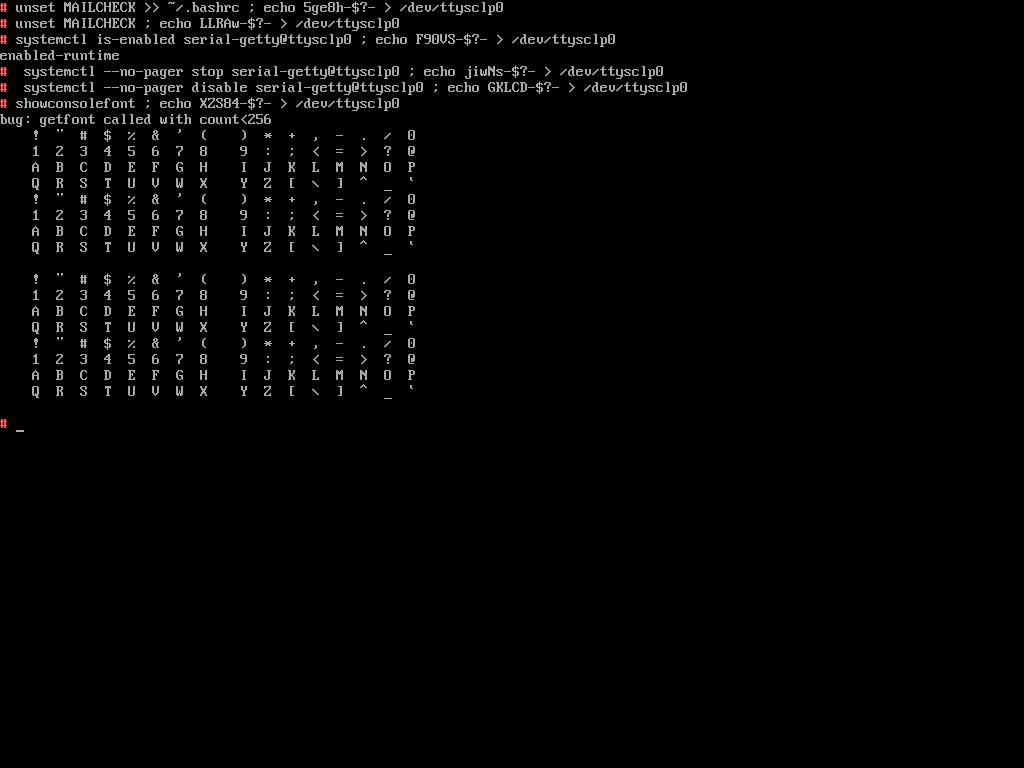 # unset MAILCHECK >> ~/.bashrc ; echo 5ge8h-$?- > /dev/ttysclp0
# unset MAILCHECK ; echo LLRAw-$?- > /dev/ttysclp0
# systemctl is-enabled serial-getty@ttysclp0 ; echo F90VS-$?- > /dev/ttysclp0
enabled-runtime
#  systemctl --no-pager stop serial-getty@ttysclp0 ; echo jiwNs-$?- > /dev/ttysclp0
#  systemctl --no-pager disable serial-getty@ttysclp0 ; echo GKLCD-$?- > /dev/ttysclp0
# showconsolefont ; echo XZS84-$?- > /dev/ttysclp0
bug: getfont called with count<256
! " # $ % & ' ( ) * + , - . / 0
1 2 3 4 5 6 7 8 9 : ; < = > ? @
A B C D E F G H I J K L M N O P
Q R S T U V W X Y Z [ \ ] ^ _ `
! " # $ % & ' ( ) * + , - . / 0
1 2 3 4 5 6 7 8 9 : ; < = > ? @
A B C D E F G H I J K L M N O P
Q R S T U V W X Y Z [ \ ] ^ _ `
! " # $ % & ' ( ) * + , - . / 0
1 2 3 4 5 6 7 8 9 : ; < = > ? @
A B C D E F G H I J K L M N O P
Q R S T U V W X Y Z [ \ ] ^ _ `
! " # $ % & ' ( ) * + , - . / 0
1 2 3 4 5 6 7 8 9 : ; < = > ? @
A B C D E F G H I J K L M N O P
Q R S T U V W X Y Z [ \ ] ^ _ `
# _